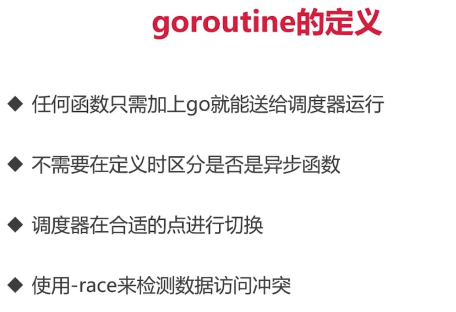 goroutine的定义
◆ 任何函数只需加上go就能送给调度器运行
◆ 不需要在定义时区分是否是异步函数
◆ 调度器在合适的点进行切换
◆ 使用-race来检测数据访问冲突